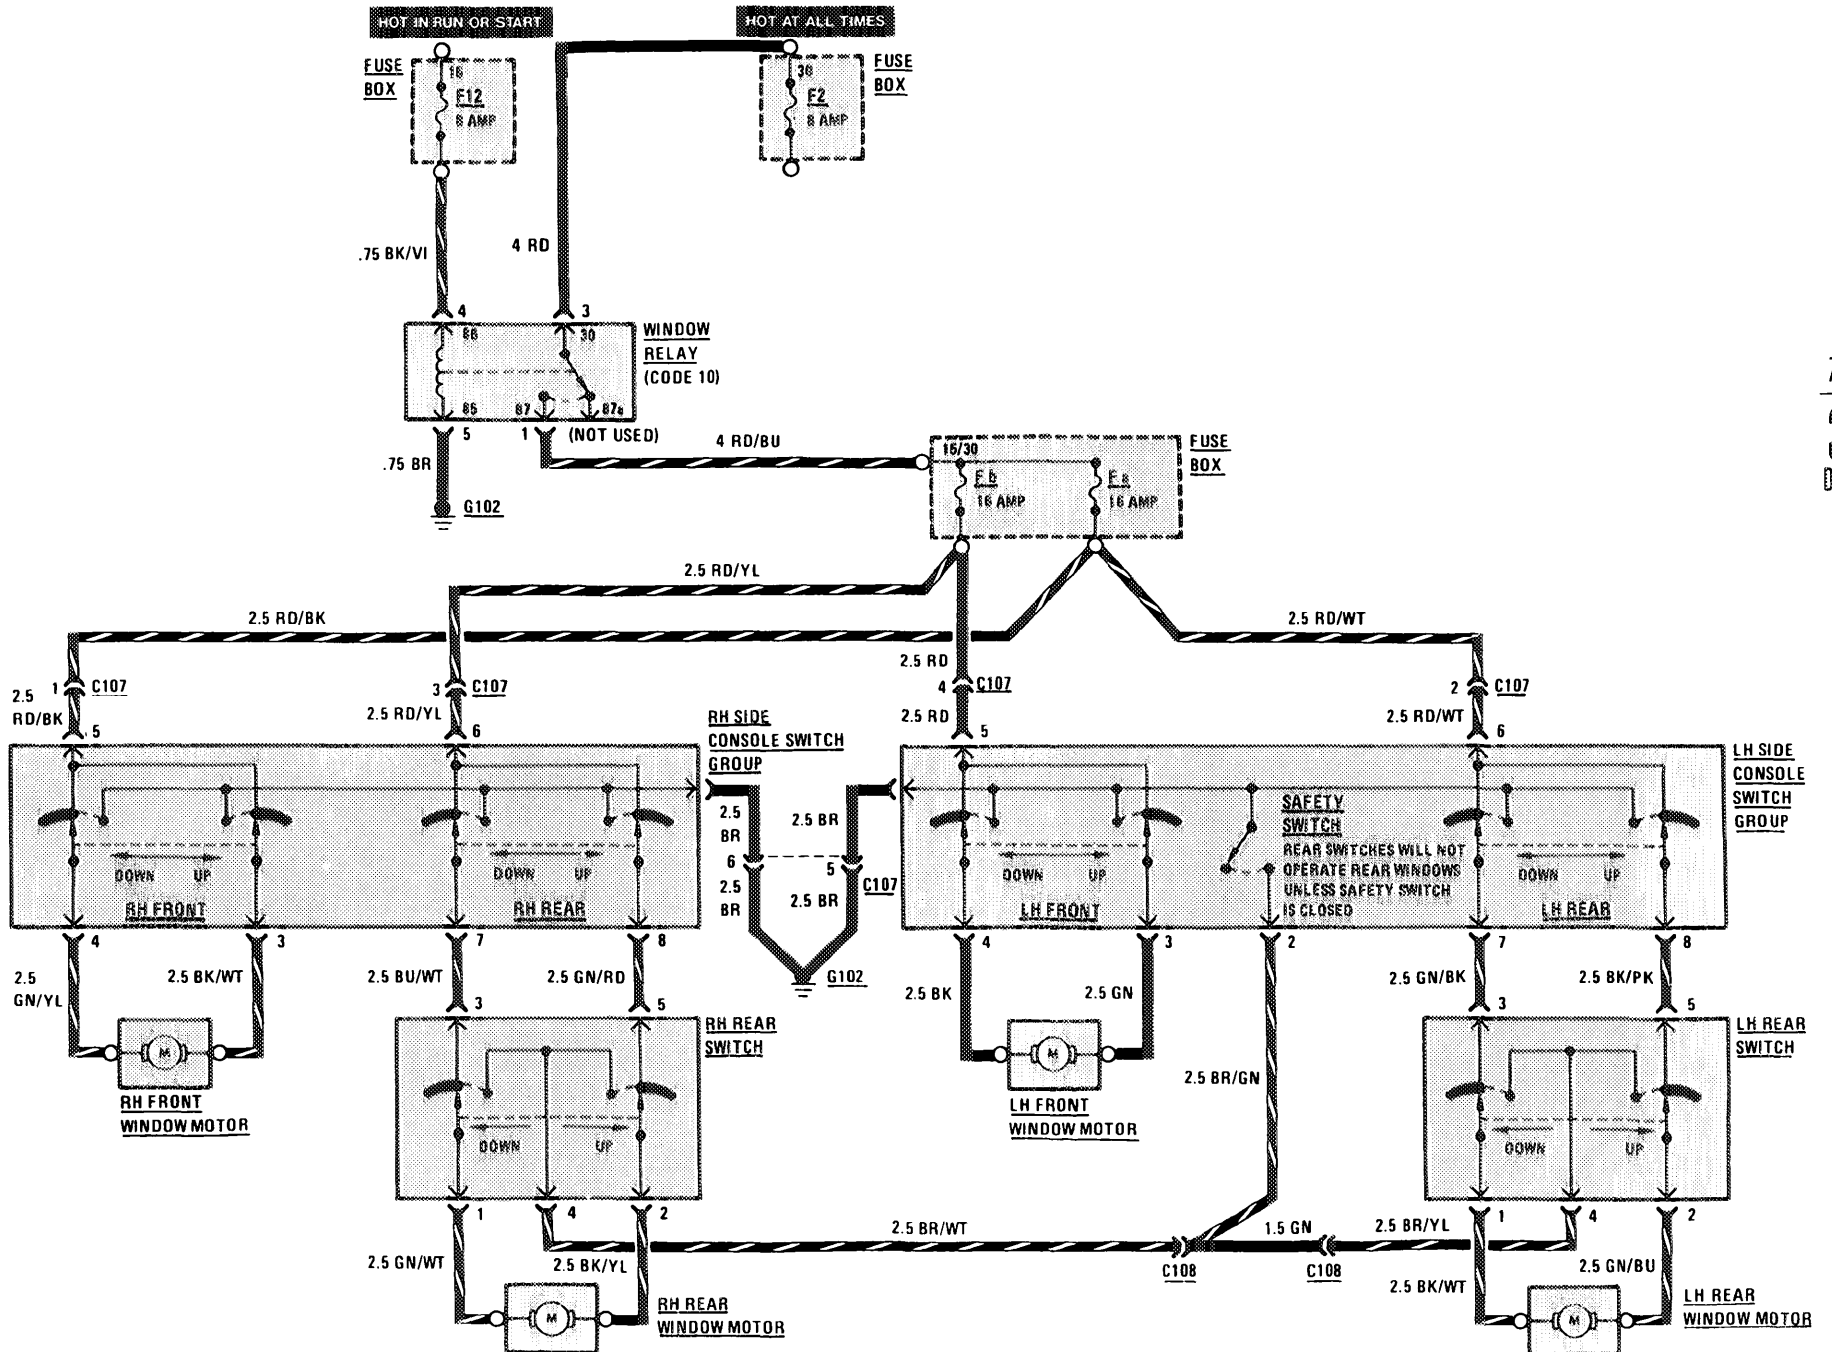 HOT IN RUN OR START
HOT AT ALL TIMES
FUSE
BOX
16
F12
8 AMP
30
F2
8 AMP
FUSE
BOX
.75 BK/VI
4 RD
4
3
86
30
WINDOW
RELAY
(CODE 10)
85
87
87a
5
1
(NOT USED)
.75 BR
G102
4 RD/BU
15/30
F b
16 AMP
F a
16 AMP
FUSE
BOX
2.5 RD/YL
2.5 RD/BK
2.5 RD/WT
2.5 RD
1
C107
3
C107
4
C107
2
C107
2.5
RD/BK
2.5 RD/YL
2.5 RD
2.5 RD/WT
5
6
5
6
RH SIDE
CONSOLE SWITCH
GROUP
LH SIDE
CONSOLE
SWITCH
GROUP
DOWN
UP
RH FRONT
DOWN
UP
RH REAR
2.5
BR
2.5 BR
6
5
C107
2.5
BR
2.5 BR
G102
DOWN
UP
LH FRONT
SAFETY
SWITCH
REAR SWITCHES WILL NOT
OPERATE REAR WINDOWS
UNLESS SAFETY SWITCH
IS CLOSED
DOWN
UP
LH REAR
4
3
7
8
4
3
2
7
8
2.5
GN/YL
2.5 BK/WT
2.5 BU/WT
2.5 GN/RD
2.5 BK
2.5 GN
2.5 GN/BK
2.5 BK/PK
3
5
3
5
M
RH FRONT
WINDOW MOTOR
RH REAR
SWITCH
DOWN
UP
M
LH FRONT
WINDOW MOTOR
2.5 BR/GN
LH REAR
SWITCH
DOWN
UP
1
4
2
1
4
2
2.5 BR/WT
1.5 GN
2.5 BR/YL
C108
C108
2.5 GN/WT
2.5 BK/YL
2.5 BK/WT
2.5 GN/BU
M
RH REAR
WINDOW MOTOR
M
LH REAR
WINDOW MOTOR